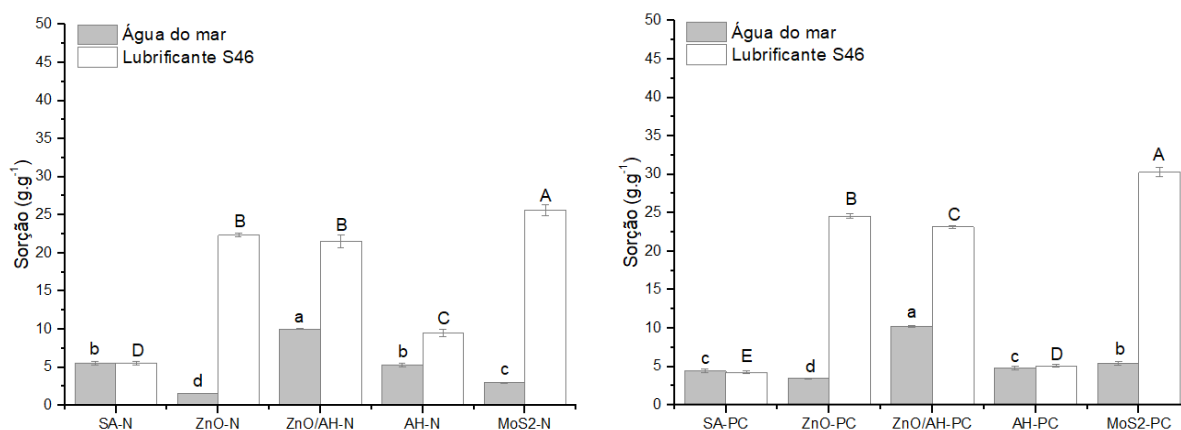 50
45
40
35
30
25
20
15
10
5
0
Sorção (g.g⁻¹)
Água do mar
Lubrificante S46
b
D
d
B
a
B
b
C
c
A
SA-N
ZnO-N
ZnO/AH-N
AH-N
MoS2-N
50
45
40
35
30
25
20
15
10
5
0
Sorção (g.g⁻¹)
Água do mar
Lubrificante S46
c
E
d
B
a
C
c
D
b
A
SA-PC
ZnO-PC
ZnO/AH-PC
AH-PC
MoS2-PC